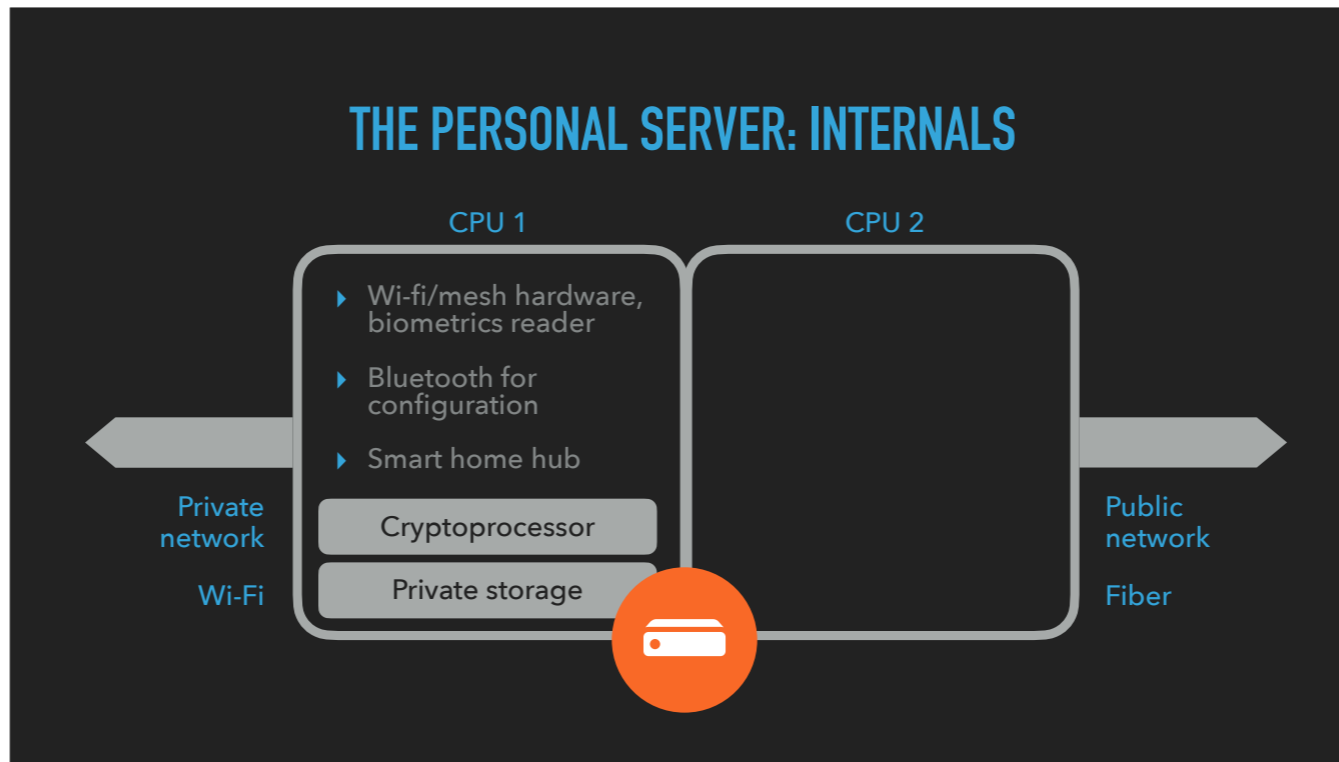 THE PERSONAL SERVER: INTERNALS
CPU 1
CPU 2
Wi-fi/mesh hardware,
biometrics reader
Bluetooth for
configuration
Smart home hub
Cryptoprocessor
Private storage
Private
network
Wi-Fi
Public
network
Fiber